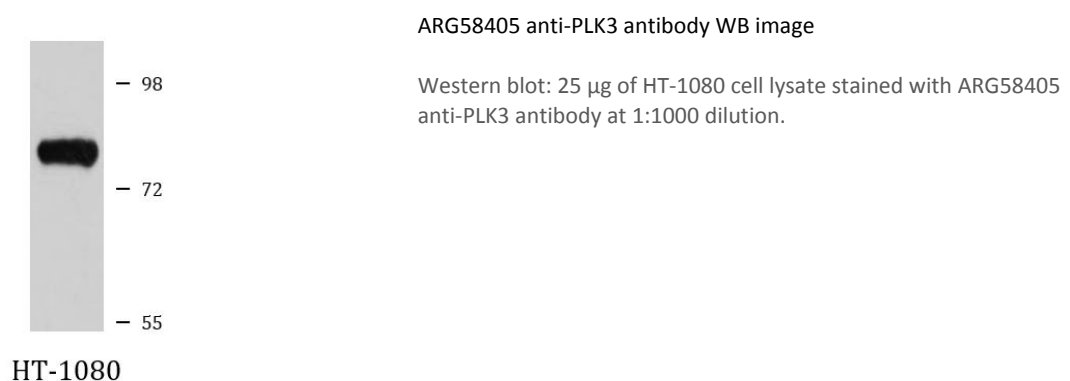 ARG58405 anti-PLK3 antibody WB image
Western blot: 25 µg of HT-1080 cell lysate stained with ARG58405
anti-PLK3 antibody at 1:1000 dilution.
– 98
– 72
– 55
HT-1080